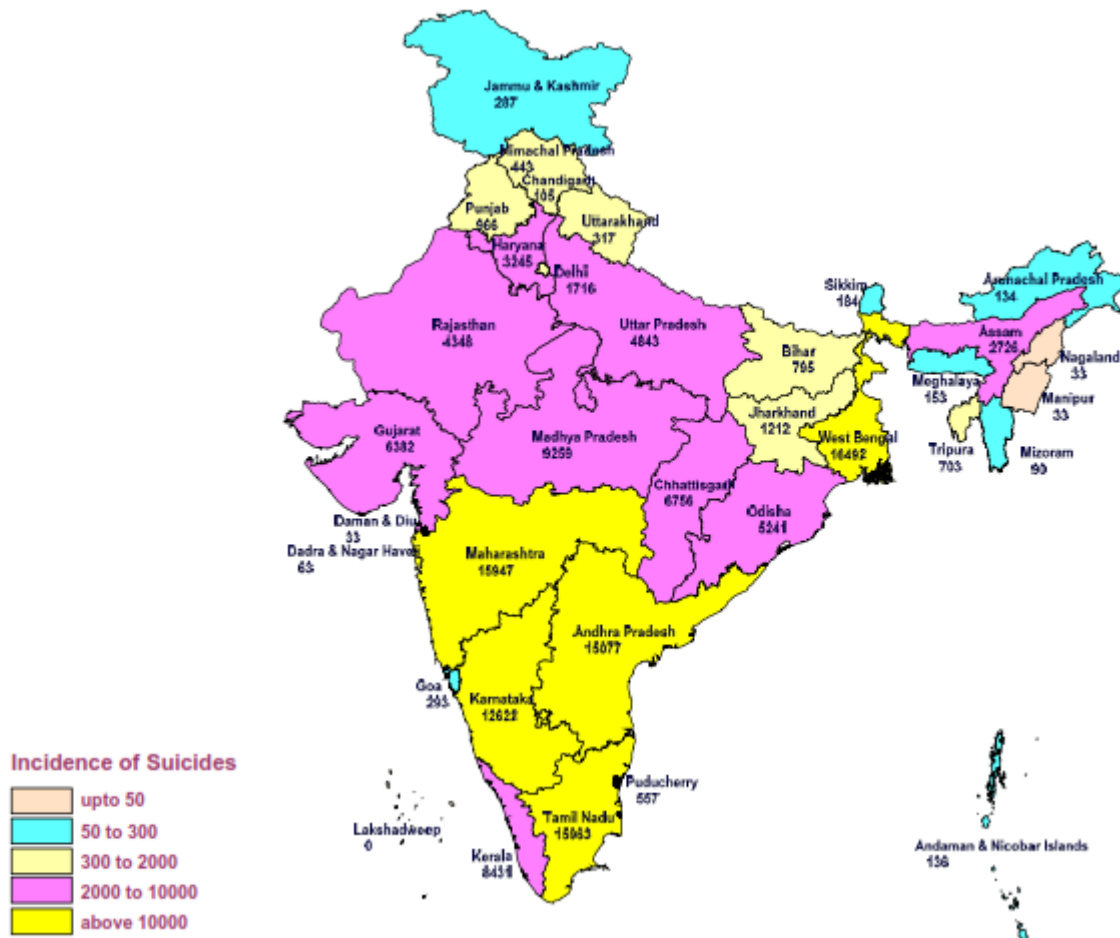 Jammu & Kashmir
287
Himachal Pradesh
443
Chandigarh
105
Punjab
966
Uttarakhand
317
Haryana
3245
Delhi
1716
Rajasthan
4348
Uttar Pradesh
4843
Sikkim
184
Arunachal Pradesh
134
Assam
2726
Nagaland
33
Meghalaya
153
Manipur
33
Bihar
795
Jharkhand
1212
West Bengal
16492
Tripura
703
Mizoram
90
Gujarat
6382
Madhya Pradesh
9259
Chhattisgarh
6756
Odisha
5241
Daman & Diu
33
Dadra & Nagar Haveli
63
Maharashtra
15947
Andhra Pradesh
15077
Goa
293
Karnataka
12622
Puducherry
557
Tamil Nadu
15963
Lakshadweep
0
Kerala
8431
Andaman & Nicobar Islands
136
Incidence of Suicides
upto 50
50 to 300
300 to 2000
2000 to 10000
above 10000